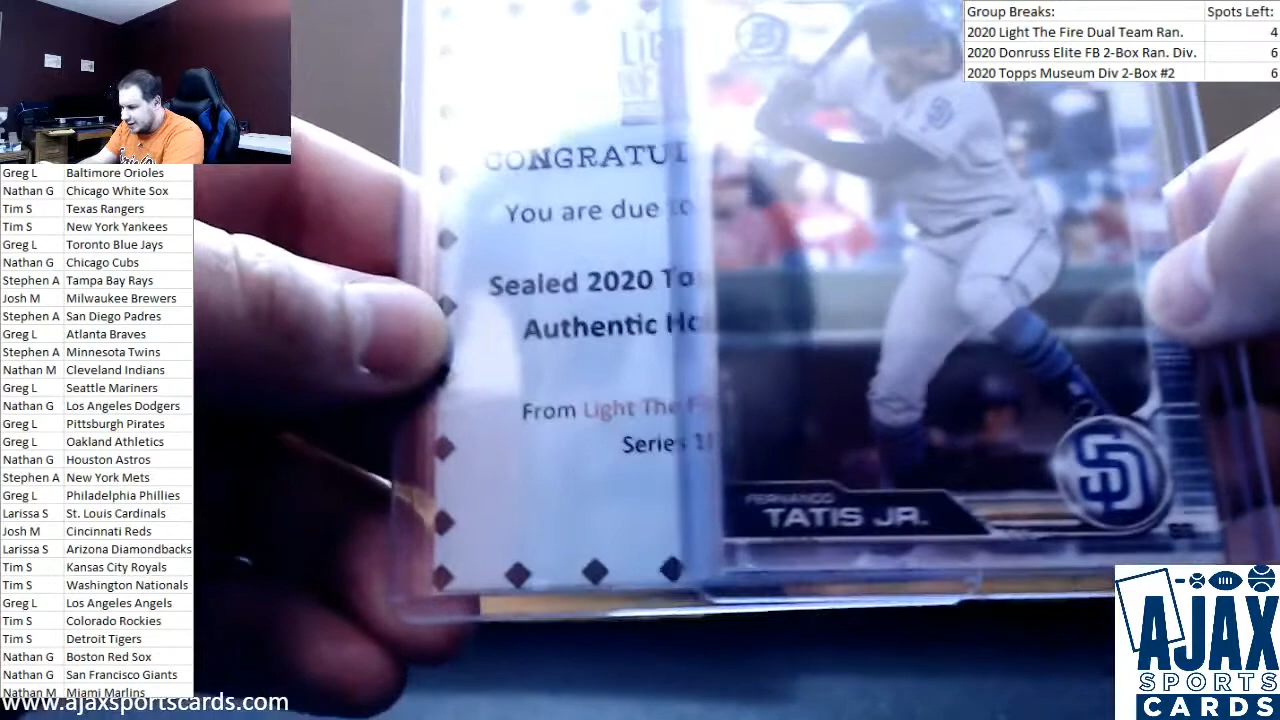 Group Breaks: Spots Left:
2020 Light The Fire Dual Team Ran. 4
2020 Donruss Elite FB 2-Box Ran. Div. 6
2020 Topps Museum Div 2-Box #2 6
Greg L Baltimore Orioles
Nathan G Chicago White Sox
Tim S Texas Rangers
Tim S New York Yankees
Greg L Toronto Blue Jays
Nathan G Chicago Cubs
Stephen A Tampa Bay Rays
Josh M Milwaukee Brewers
Stephen A San Diego Padres
Greg L Atlanta Braves
Stephen A Minnesota Twins
Nathan M Cleveland Indians
Greg L Seattle Mariners
Nathan G Los Angeles Dodgers
Greg L Pittsburgh Pirates
Greg L Oakland Athletics
Nathan G Houston Astros
Stephen A New York Mets
Greg L Philadelphia Phillies
Larissa S St. Louis Cardinals
Josh M Cincinnati Reds
Larissa S Arizona Diamondbacks
Tim S Kansas City Royals
Tim S Washington Nationals
Greg L Los Angeles Angels
Tim S Colorado Rockies
Tim S Detroit Tigers
Nathan G Boston Red Sox
Nathan G San Francisco Giants
Nathan M Miami Marlins
www.ajaxsportscards.com
CONGRATU
You are due
Sealed 2020 To
Authentic
From Light The
Series
FERNANDO
TATIS JR.
SD
AJAX
SPORTS
CARDS